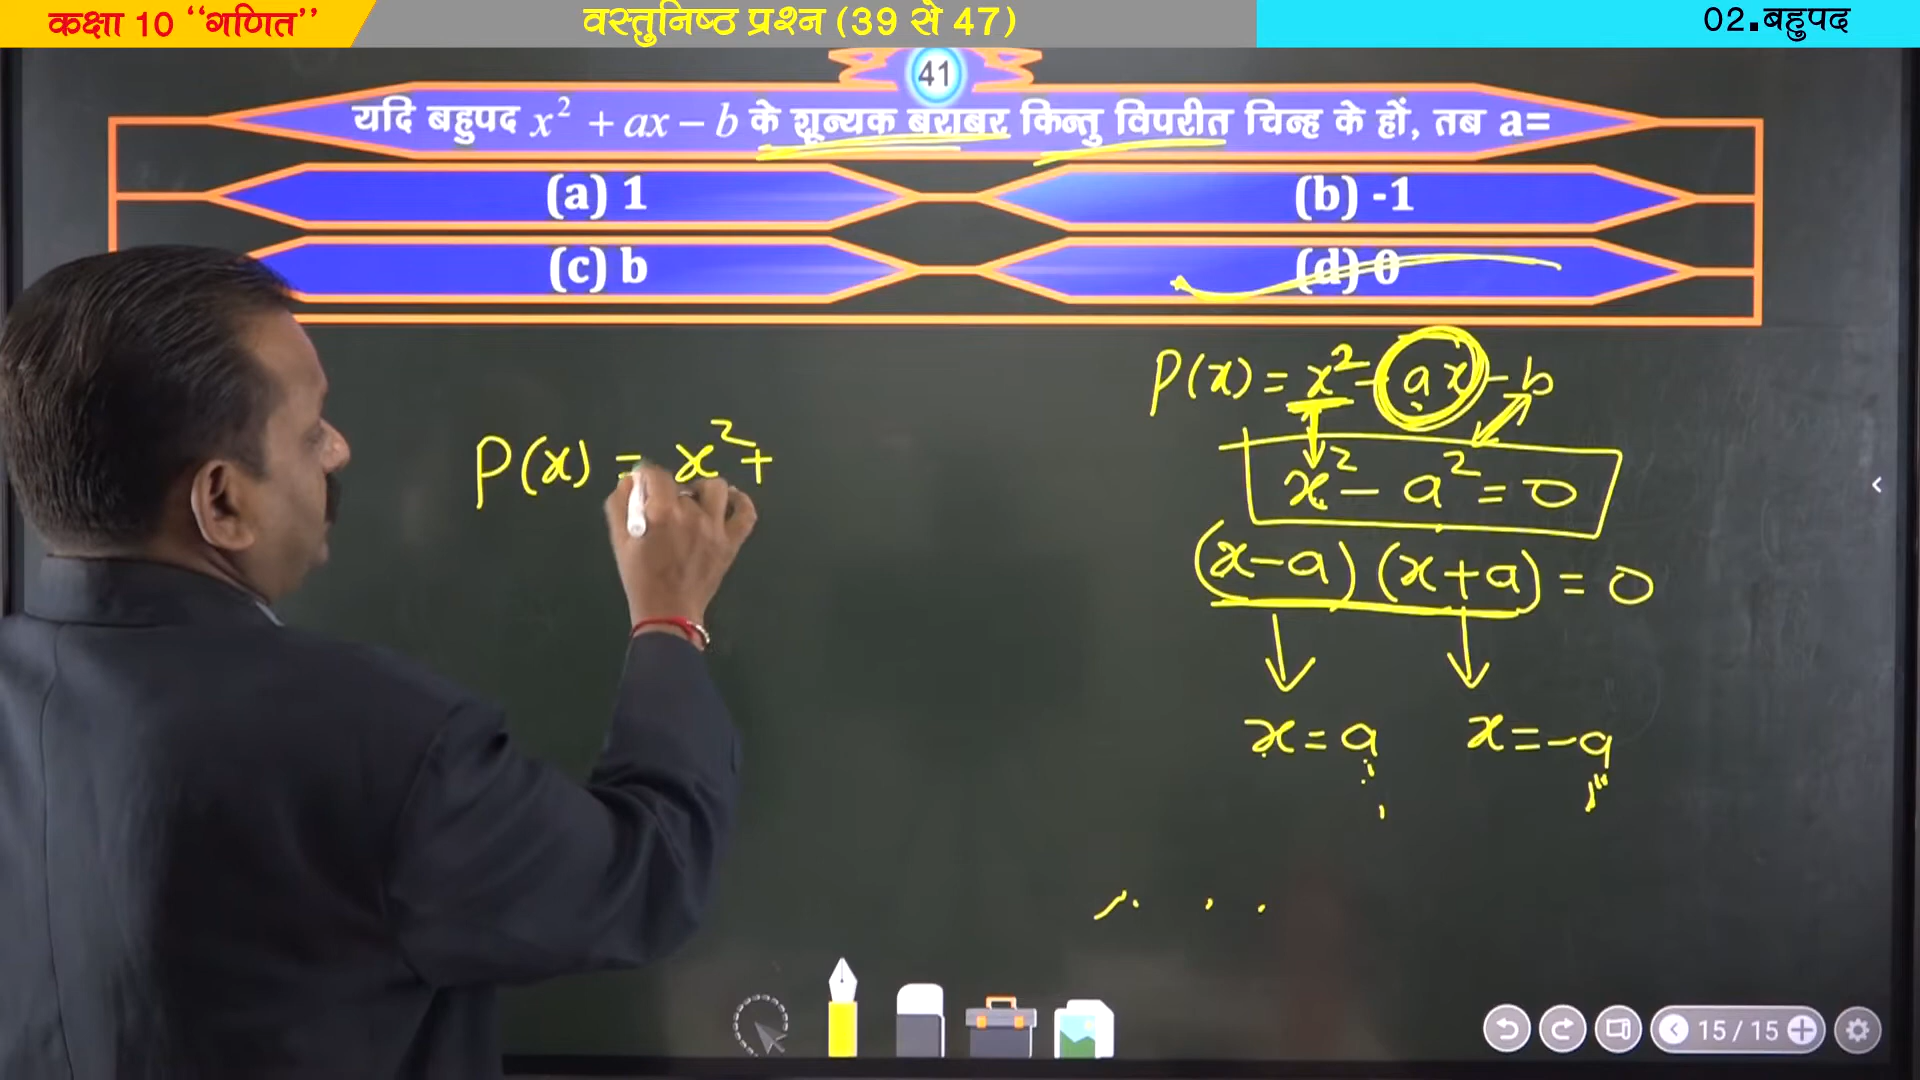 कक्षा 10 “गणित”
वस्तुनिष्ठ प्रश्न (39 से 47)
02.बहुपद
41
यदि बहुपद x² + ax − b के शून्यक बराबर किन्तु विपरीत चिन्ह के हों, तब a=
(a) 1
(b) -1
(c) b
(d) 0
P(x) = x² - ax - b
x² - a² = 0
(x-a) (x+a) = 0
x = a x = -a
P(x) = x² +
15 / 15